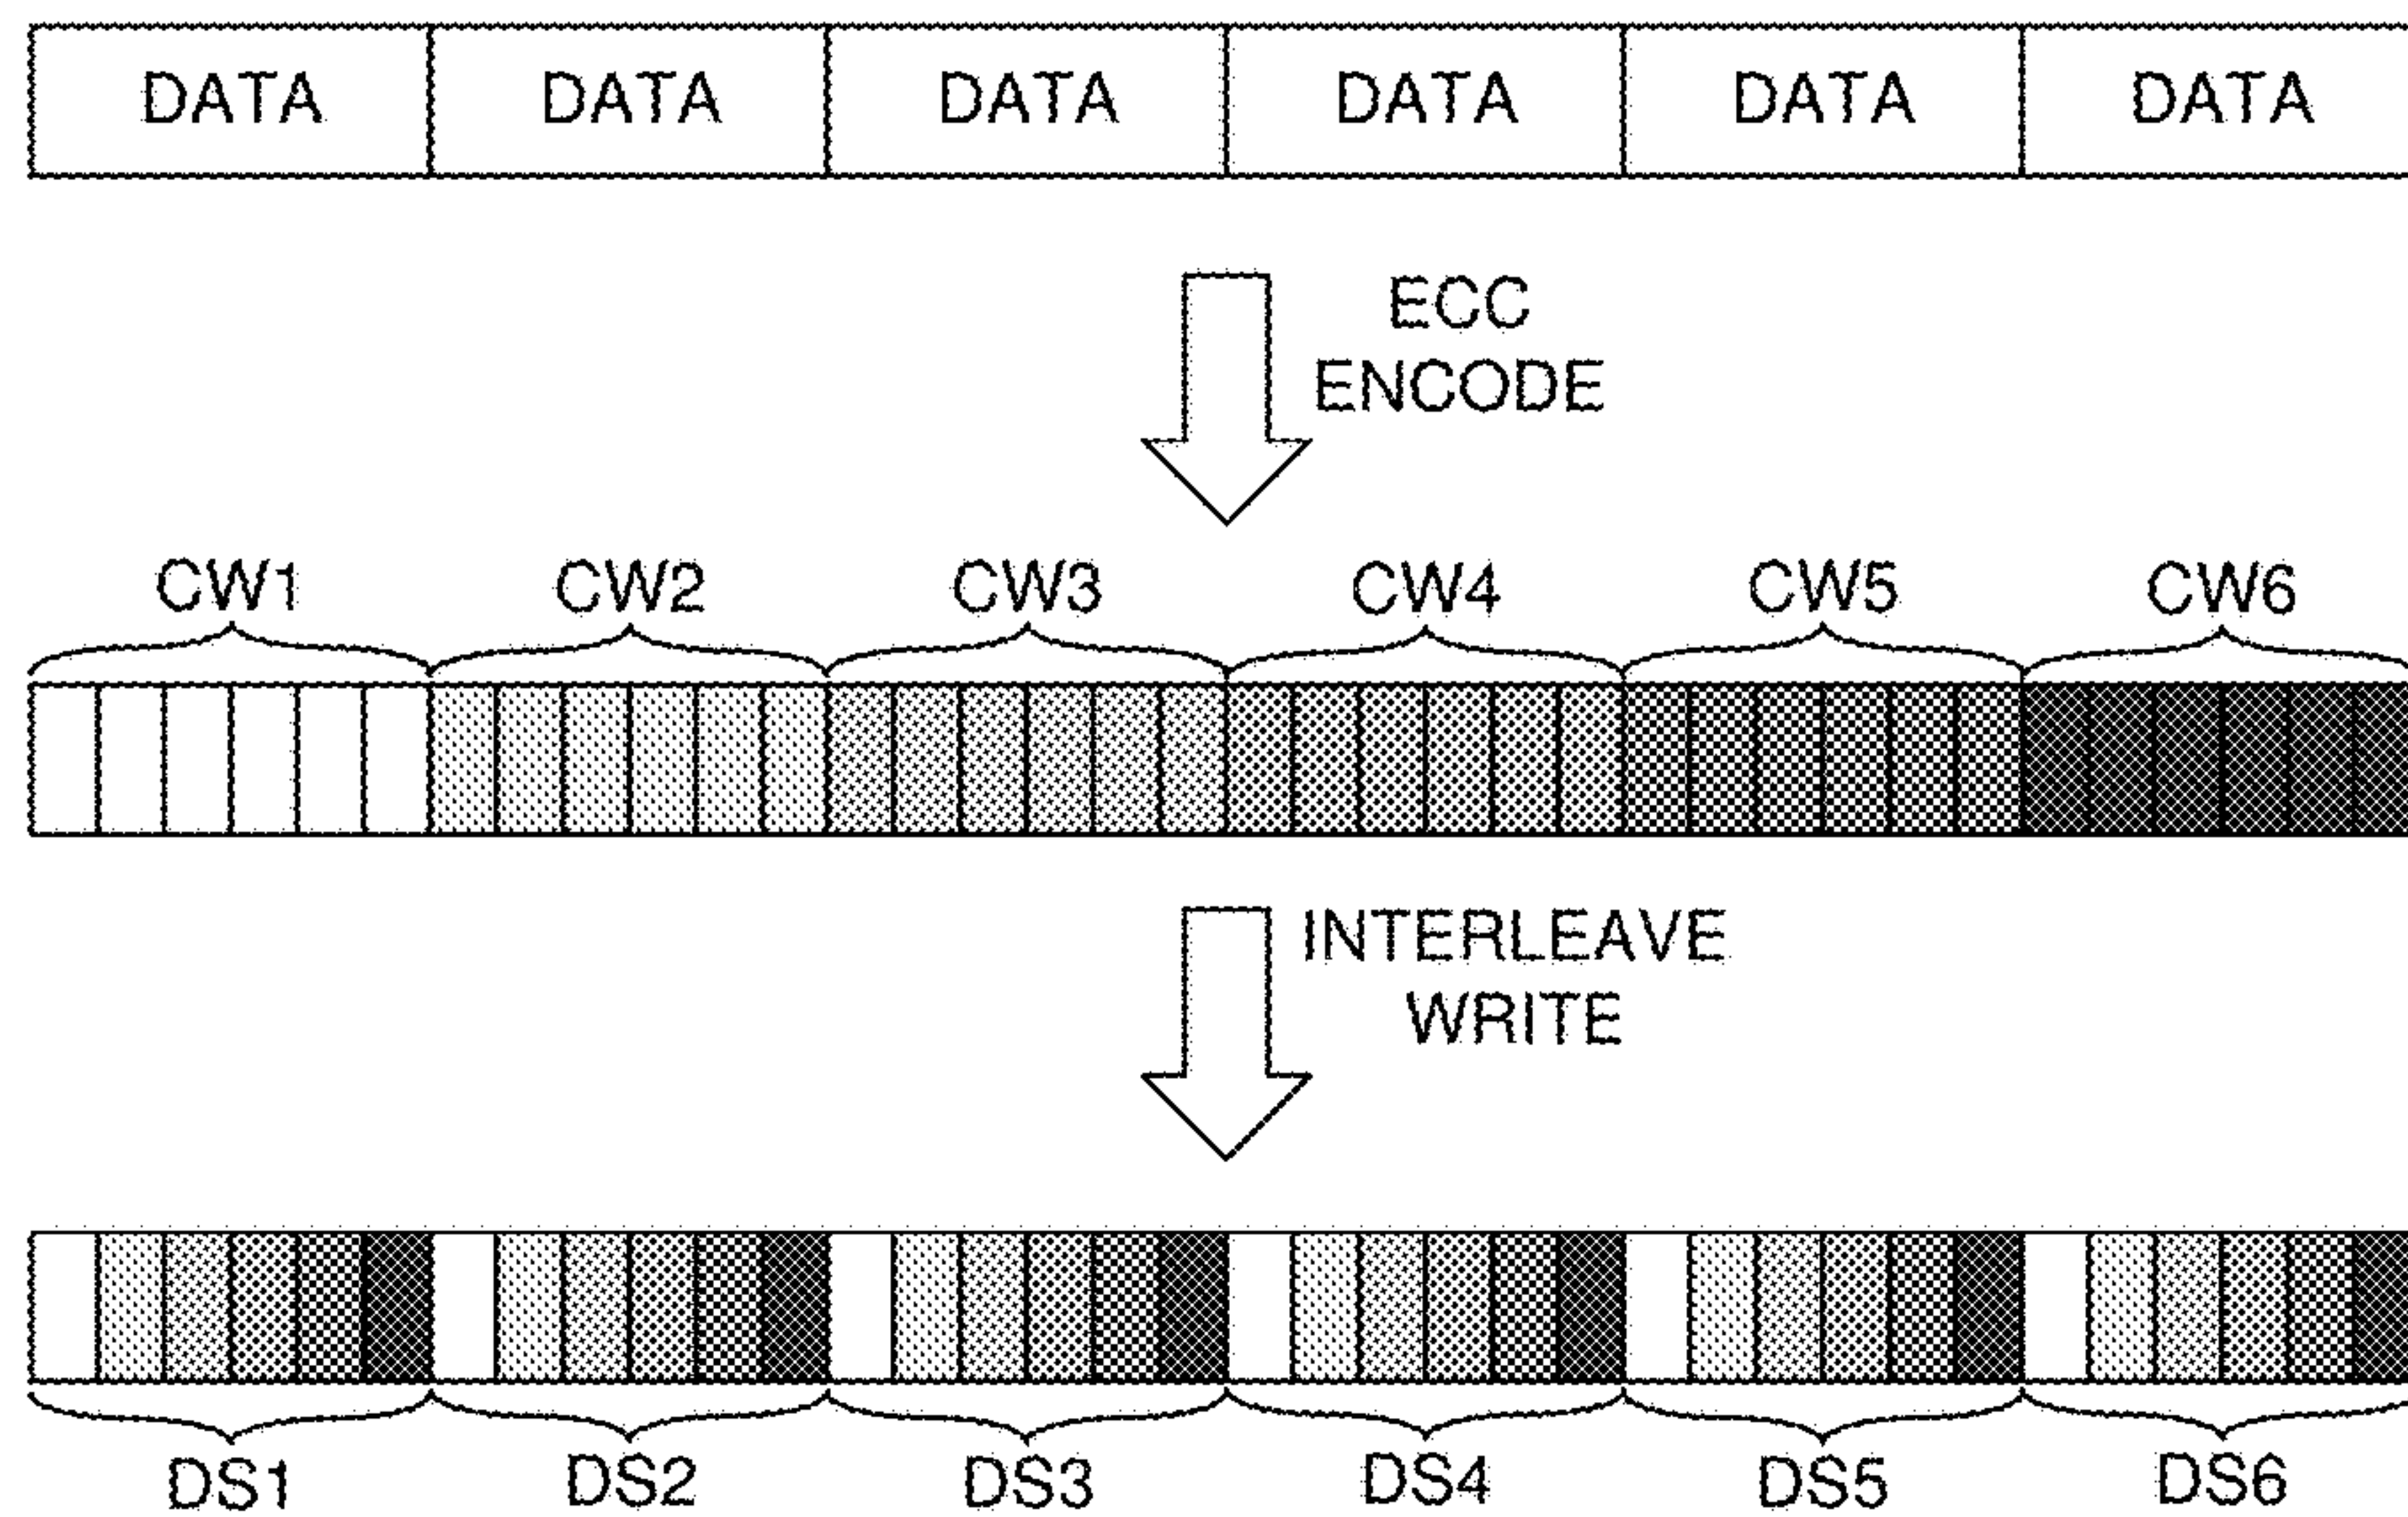 DATA DATA DATA DATA DATA DATA
ECC
ENCODE
CW1 CW2 CW3 CW4 CW5 CW6
INTERLEAVE
WRITE
DS1 DS2 DS3 DS4 DS5 DS6